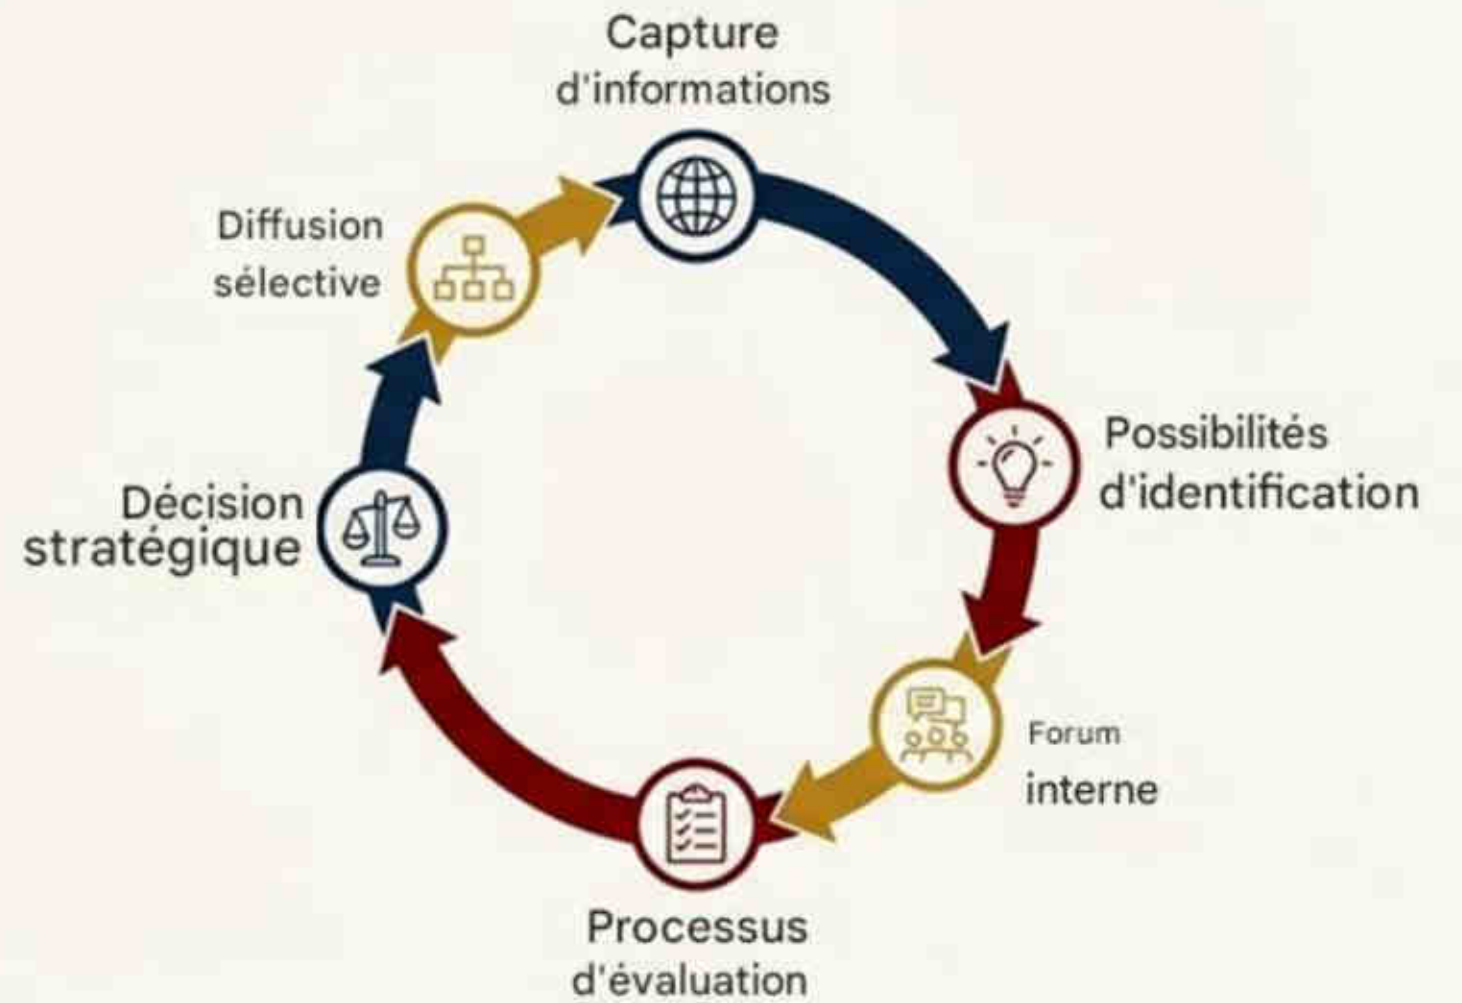 Capture
d'informations
Possibilités
d'identification
Forum
interne
Processus
d'évaluation
Décision
stratégique
Diffusion
sélective